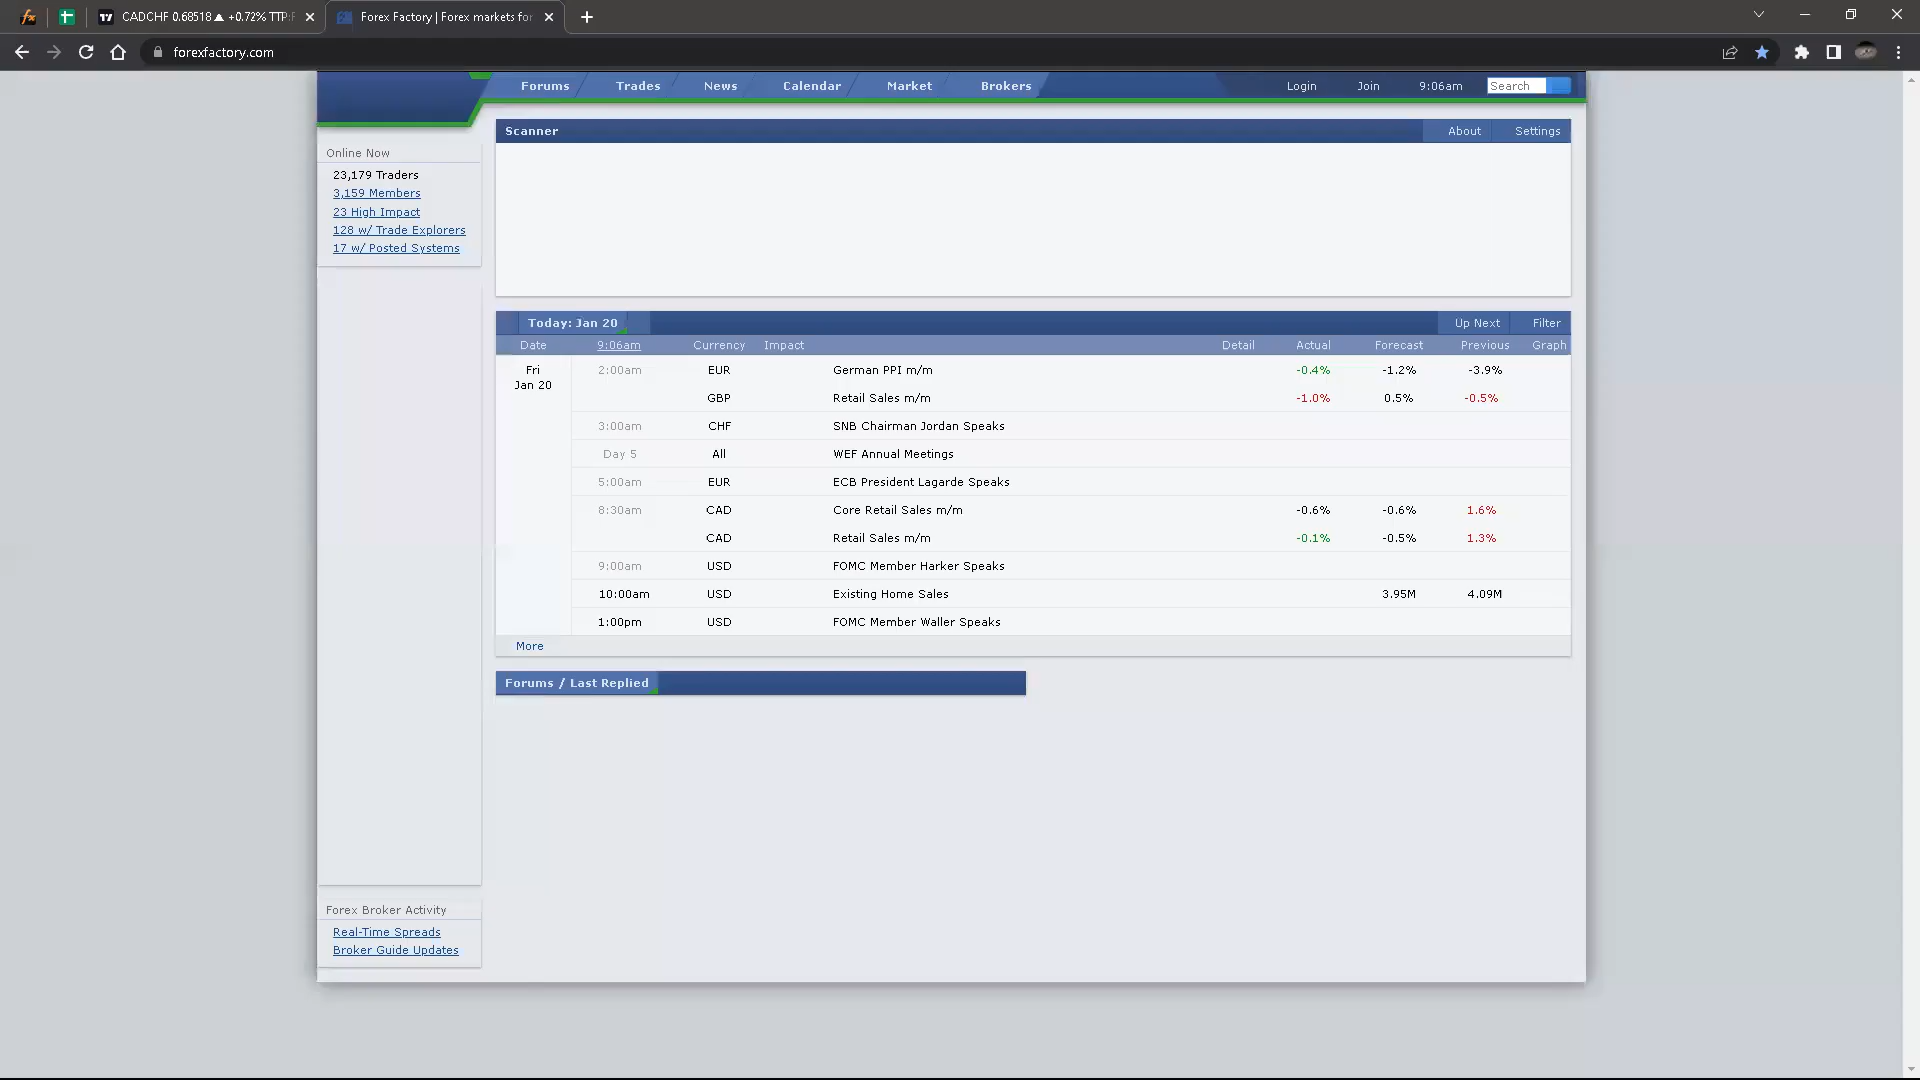 CADCHF 0.68518 ▲ +0.72% TTP:F
Forex Factory | Forex markets for
forexfactory.com
Forums Trades News Calendar Market Brokers Login Join 9:06am Search
Scanner About Settings
Online Now
23,179 Traders
3,159 Members
23 High Impact
128 w/ Trade Explorers
17 w/ Posted Systems
Today: Jan 20 Up Next Filter
Date 9:06am Currency Impact Detail Actual Forecast Previous Graph
Fri
Jan 20
2:00am EUR German PPI m/m -0.4% -1.2% -3.9%
GBP Retail Sales m/m -1.0% 0.5% -0.5%
3:00am CHF SNB Chairman Jordan Speaks
Day 5 All WEF Annual Meetings
5:00am EUR ECB President Lagarde Speaks
8:30am CAD Core Retail Sales m/m -0.6% -0.6% 1.6%
CAD Retail Sales m/m -0.1% -0.5% 1.3%
9:00am USD FOMC Member Harker Speaks
10:00am USD Existing Home Sales 3.95M 4.09M
1:00pm USD FOMC Member Waller Speaks
More
Forums / Last Replied
Forex Broker Activity
Real-Time Spreads
Broker Guide Updates